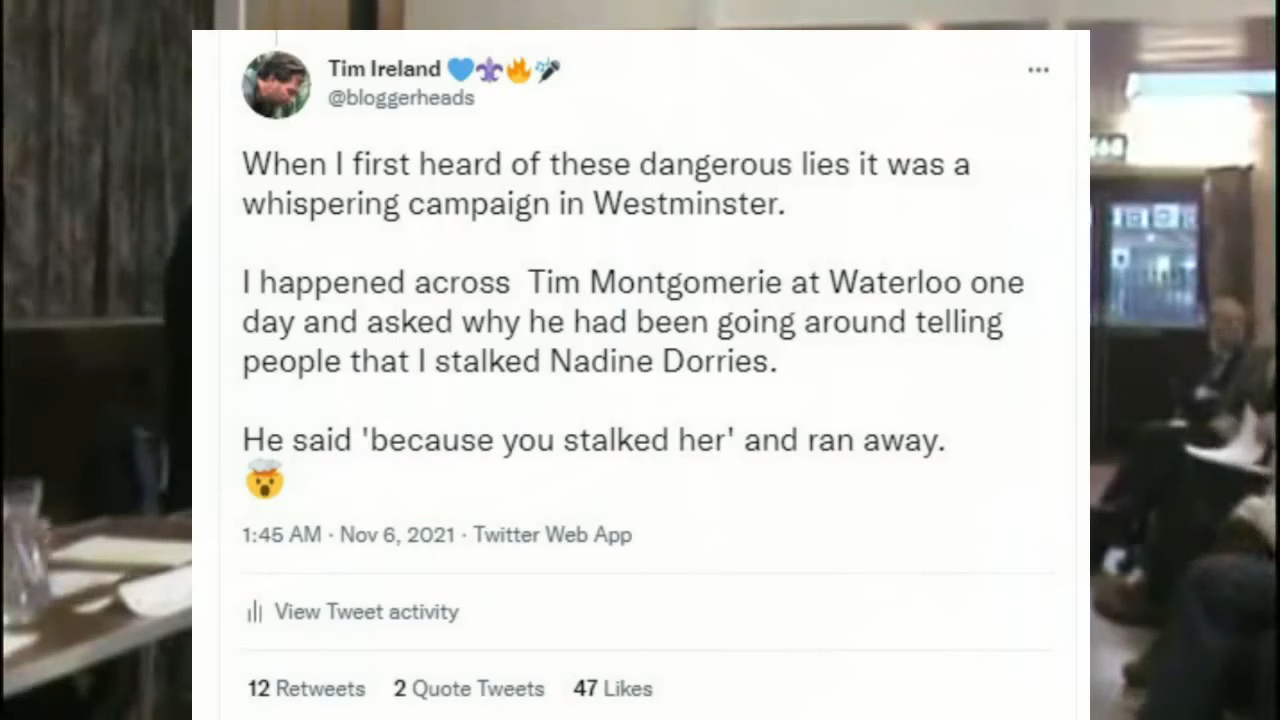 Tim Ireland 💙⚜️🔥🎤
@bloggerheads
When I first heard of these dangerous lies it was a
whispering campaign in Westminster.
I happened across  Tim Montgomerie at Waterloo one
day and asked why he had been going around telling
people that I stalked Nadine Dorries.
He said 'because you stalked her' and ran away.
🤯
1:45 AM · Nov 6, 2021 · Twitter Web App
View Tweet activity
12 Retweets 2 Quote Tweets 47 Likes